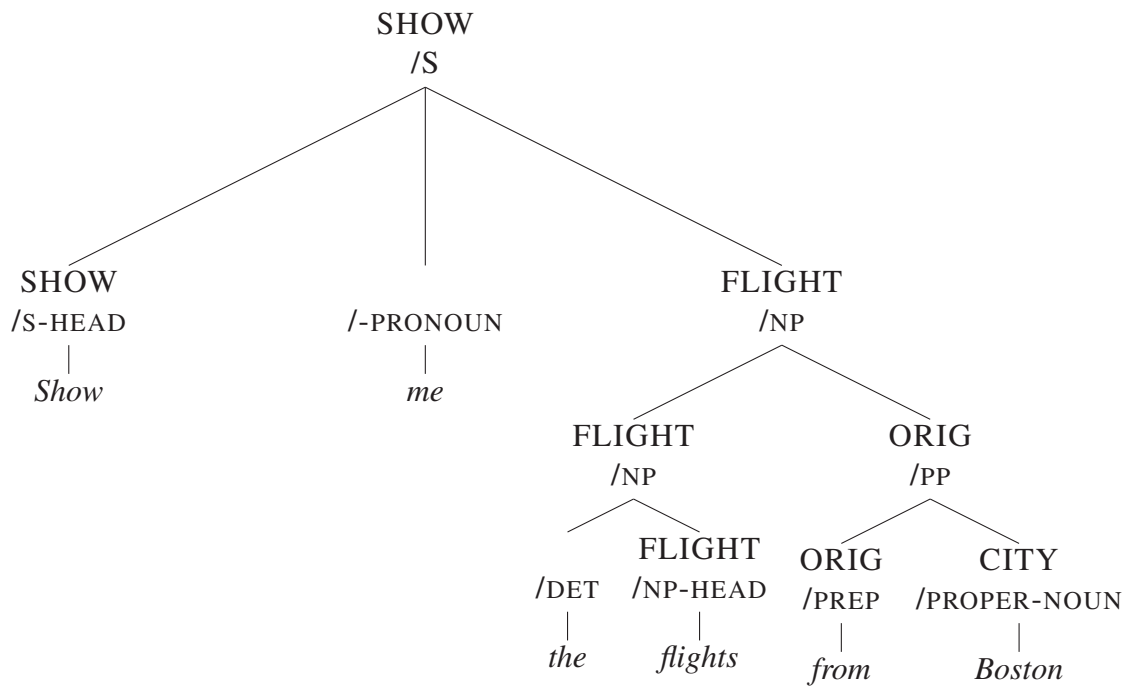 SHOW
/S
SHOW FLIGHT
/S-HEAD /-PRONOUN /NP
Show me
FLIGHT ORIG
/NP /PP
FLIGHT ORIG CITY
/DET /NP-HEAD /PREP /PROPER-NOUN
the flights from Boston